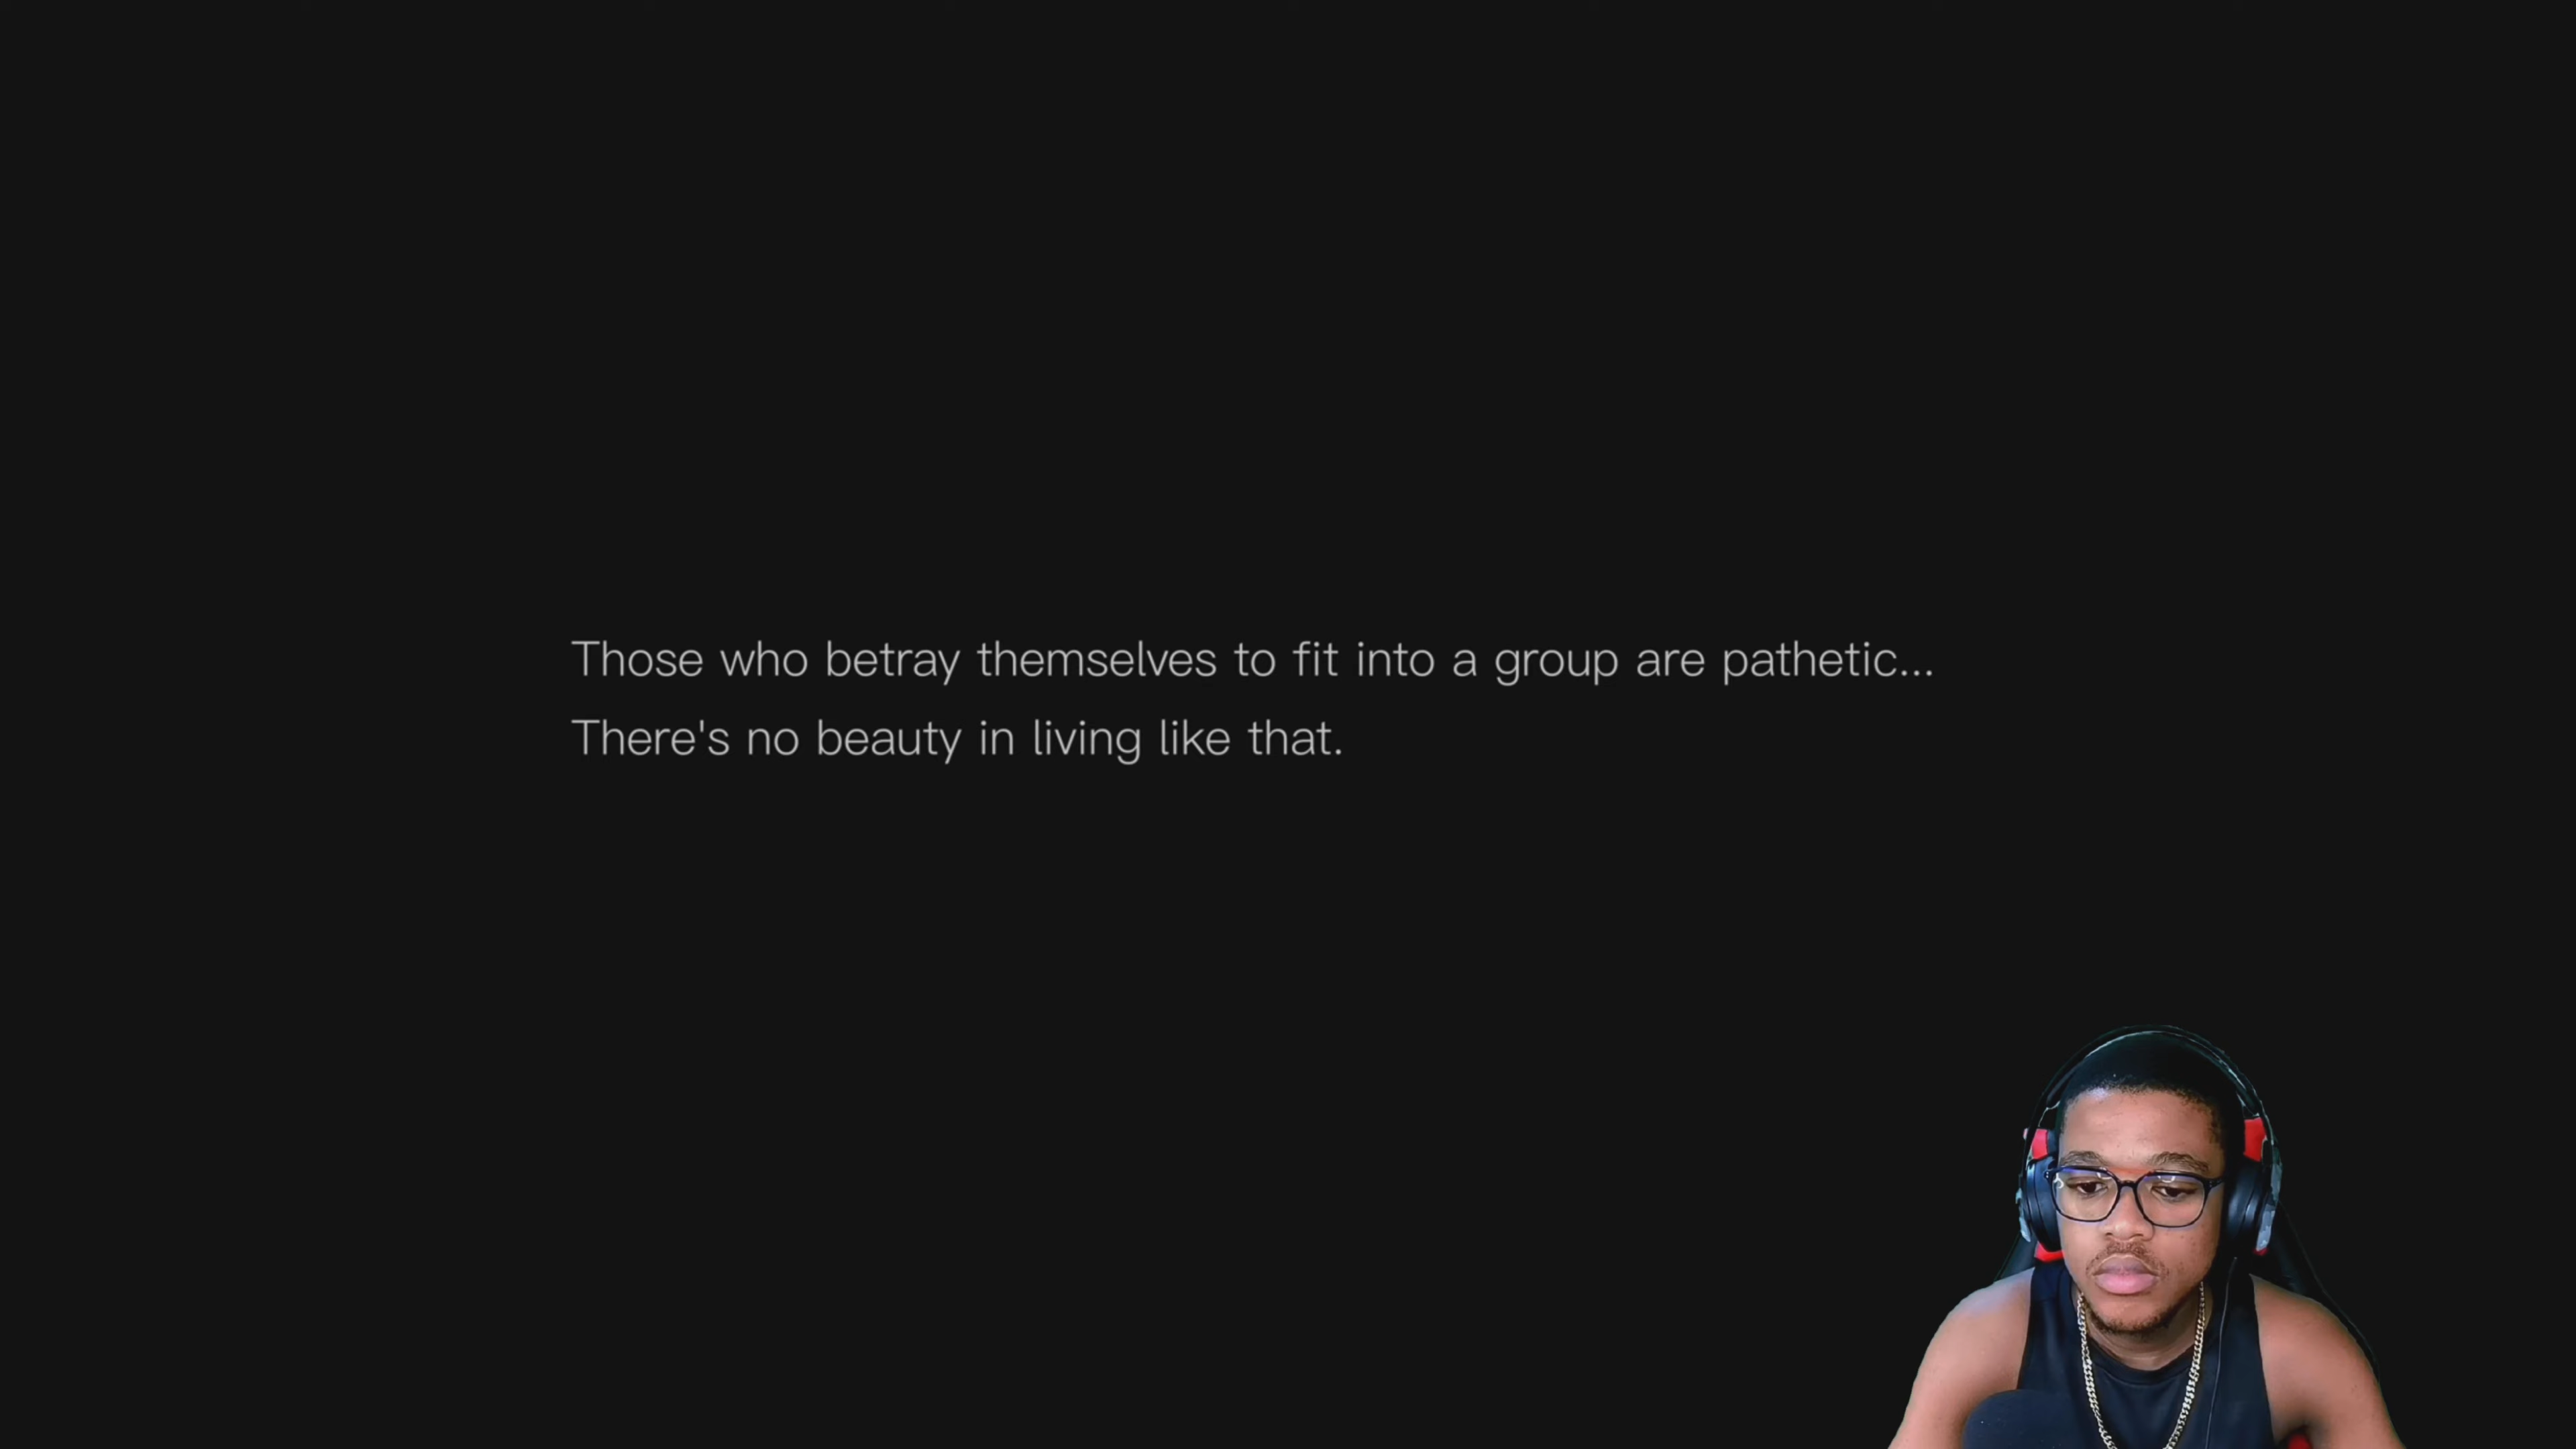 Those who betray themselves to fit into a group are pathetic...
There's no beauty in living like that.